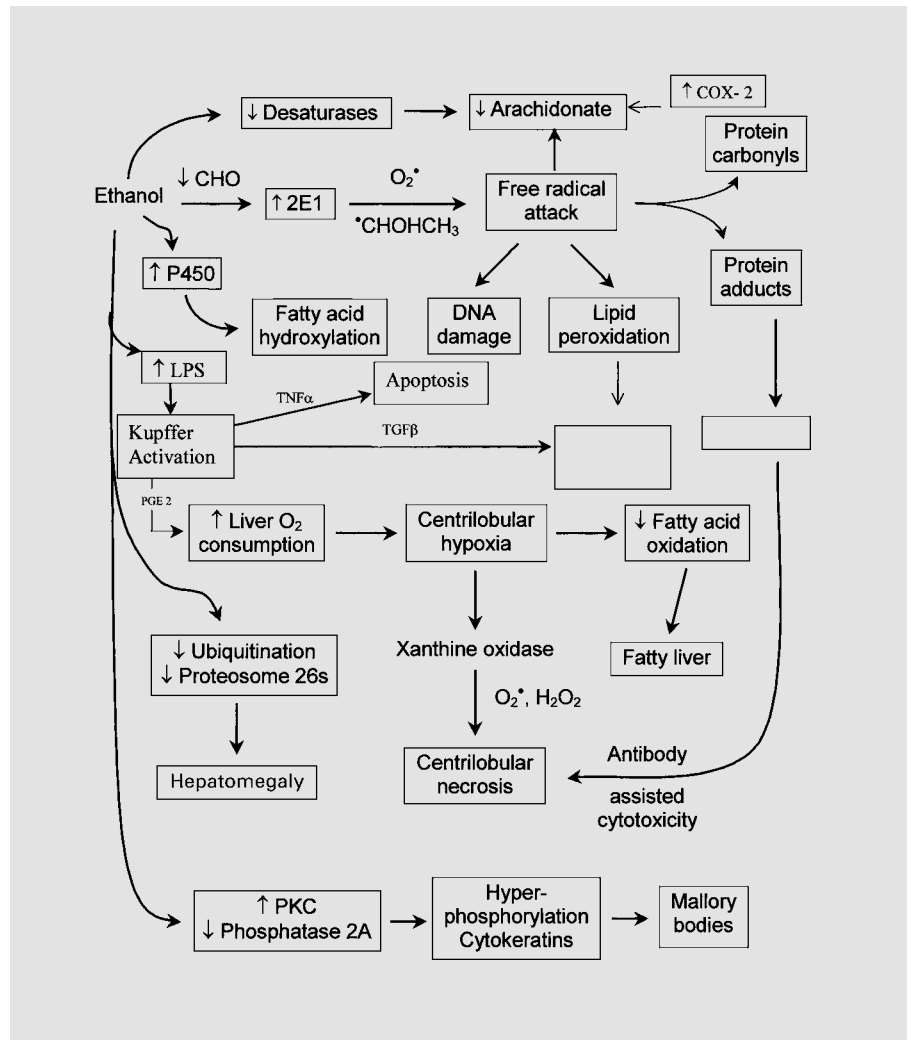 ↑ COX- 2
↓ Desaturases
↓ Arachidonate
Protein
carbonyls
Ethanol
↓ CHO
↑ 2E1
O₂•
•CHOHCH₃
Free radical
attack
↑ P450
Protein
adducts
Fatty acid
hydroxylation
DNA
damage
Lipid
peroxidation
↑ LPS
TNFα
Apoptosis
Kupffer
Activation
TGFβ
PGE 2
↑ Liver O₂
consumption
Centrilobular
hypoxia
↓ Fatty acid
oxidation
↓ Ubiquitination
↓ Proteosome 26s
Xanthine oxidase
Fatty liver
O₂•, H₂O₂
Hepatomegaly
Centrilobular
necrosis
Antibody
assisted
cytotoxicity
↑ PKC
↓ Phosphatase 2A
Hyper-
phosphorylation
Cytokeratins
Mallory
bodies